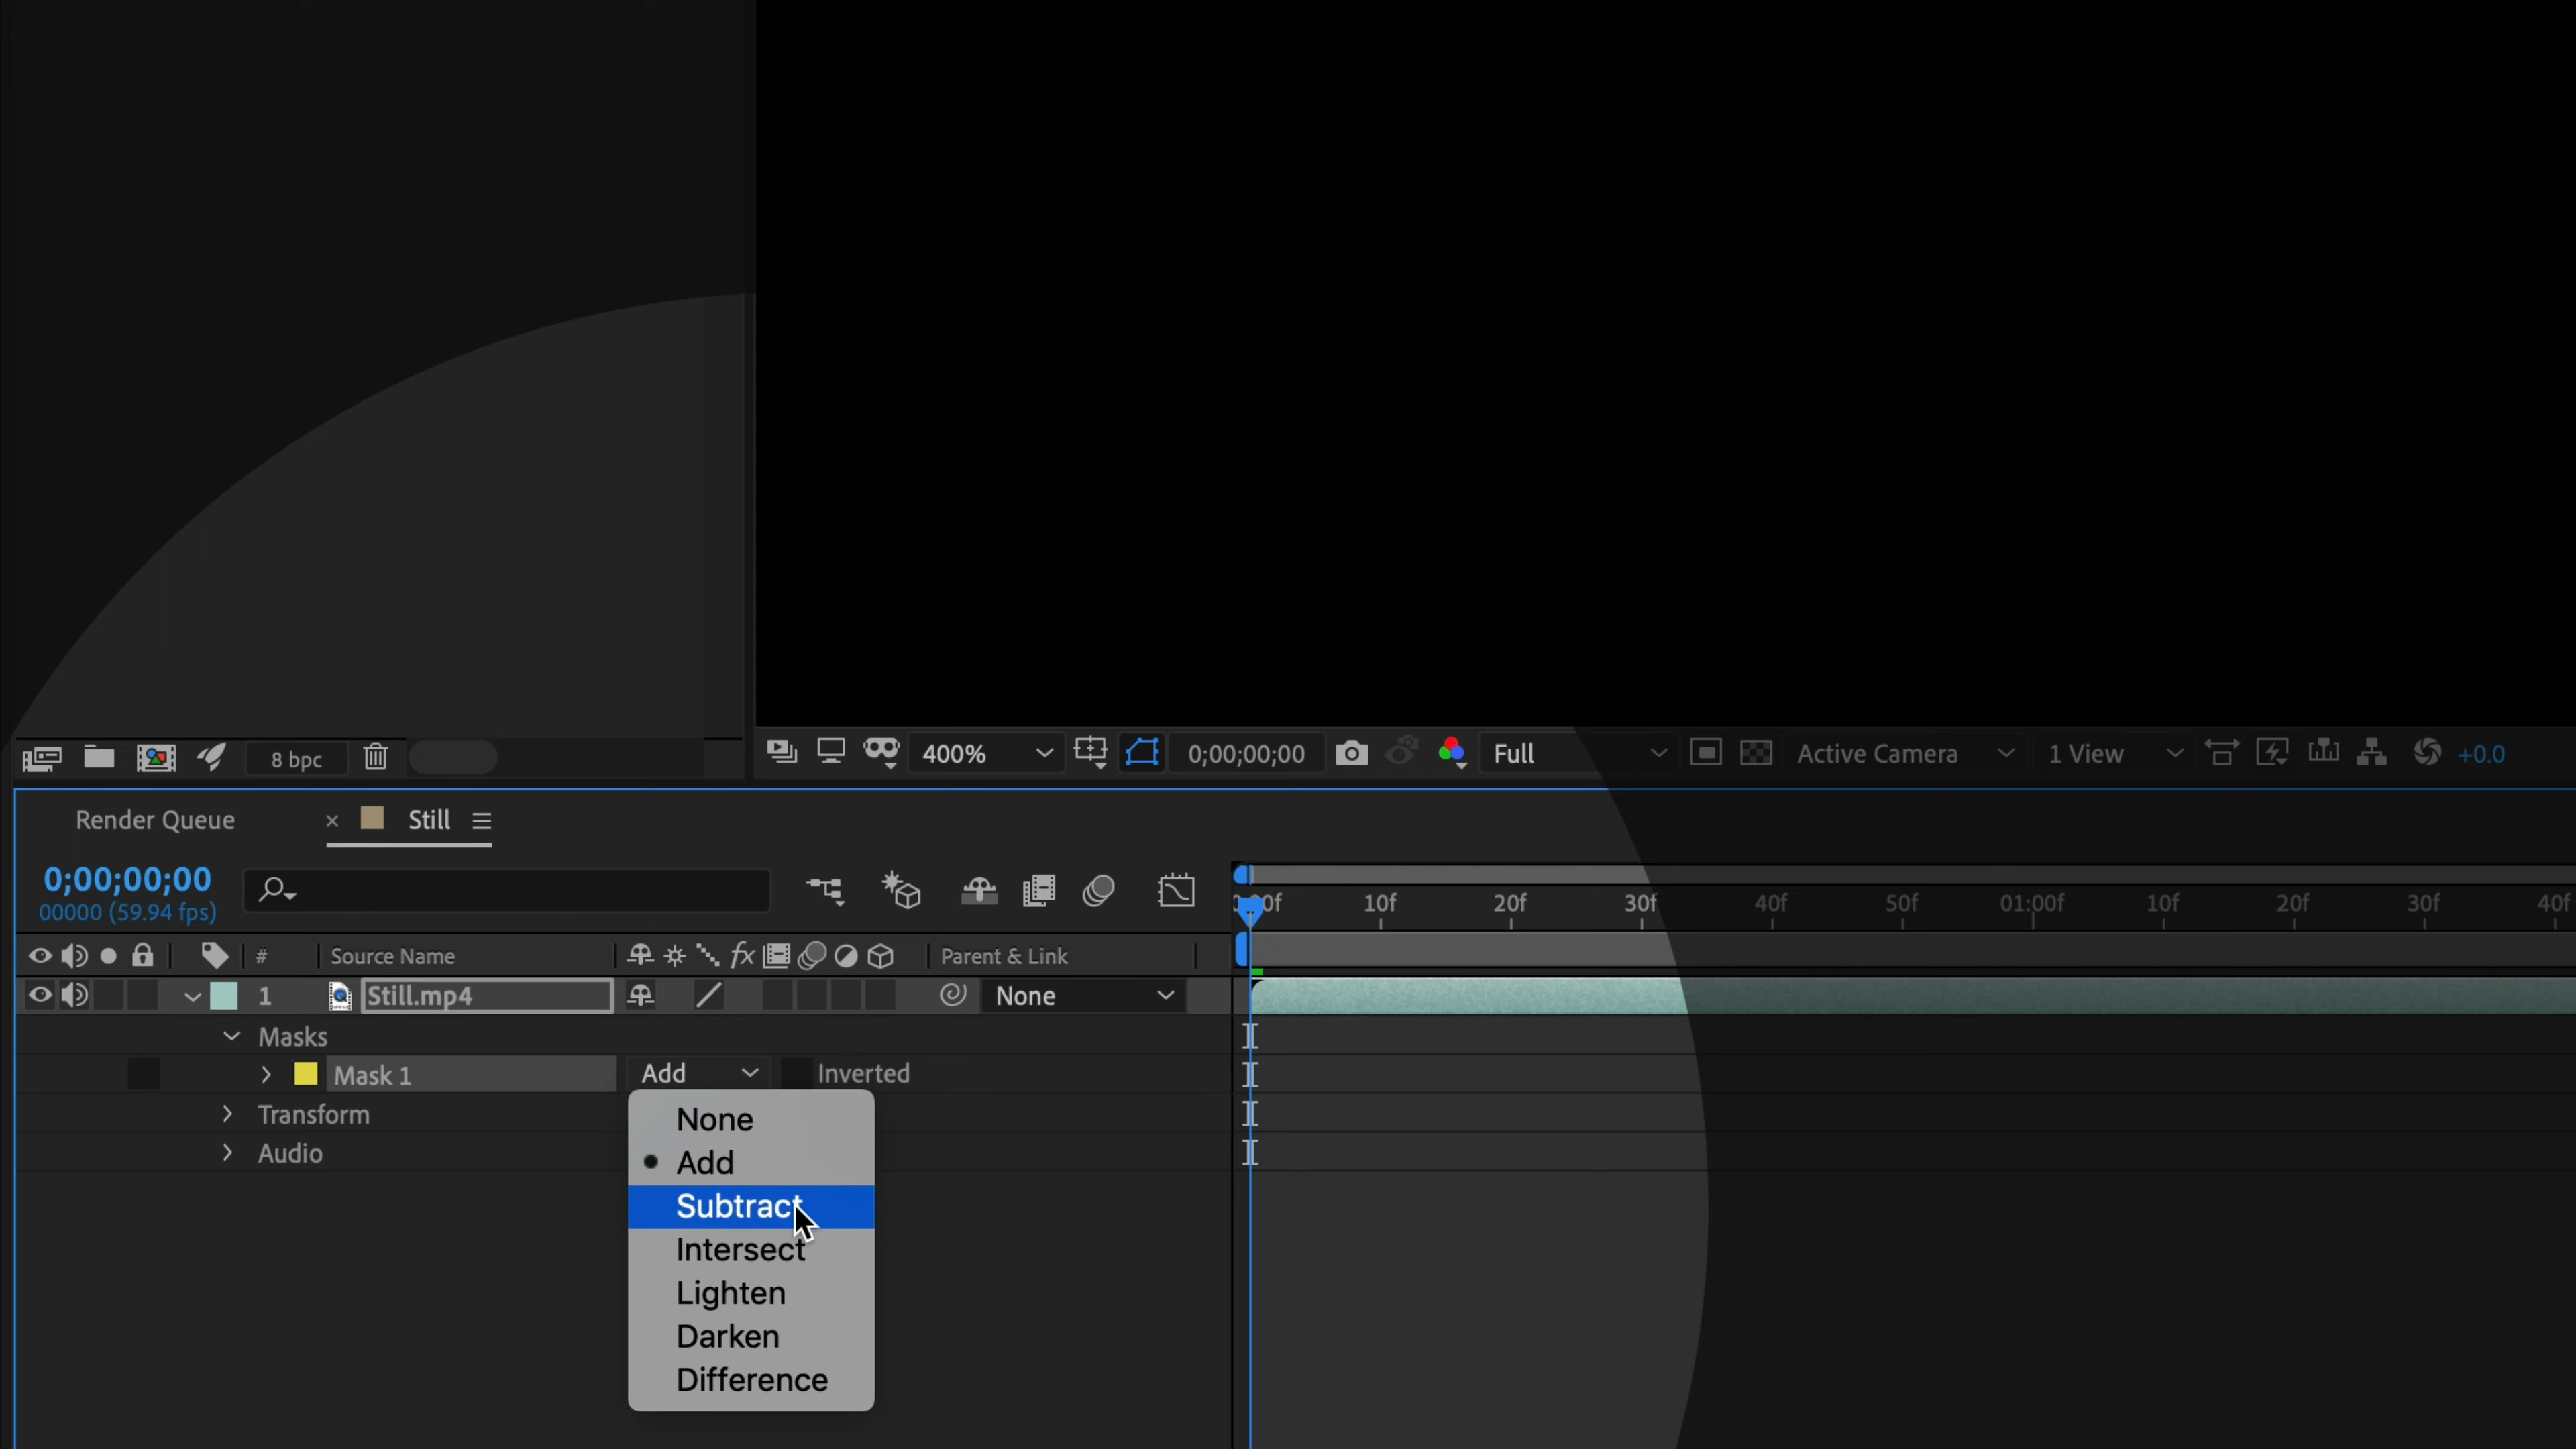 8 bpc
400%
0;00;00;00
Full
Active Camera
1 View
+0.0
Render Queue
× Still
0;00;00;00
00000 (59.94 fps)
10f 20f 30f 40f 50f 01:00f 10f 20f 30f 40f
# Source Name fx Parent & Link
1 Still.mp4 None
Masks
Mask 1 Add Inverted
Transform
Audio
None
Add
Subtract
Intersect
Lighten
Darken
Difference